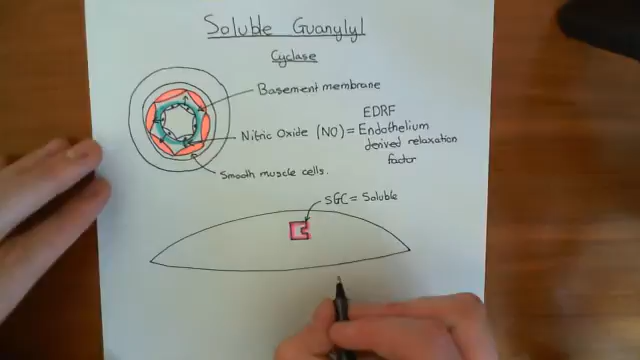 Soluble Guanylyl
Cyclase
Basement membrane
EDRF
Nitric Oxide (NO) = Endothelium
derived relaxation
factor
Smooth muscle cells.
sGC = Soluble